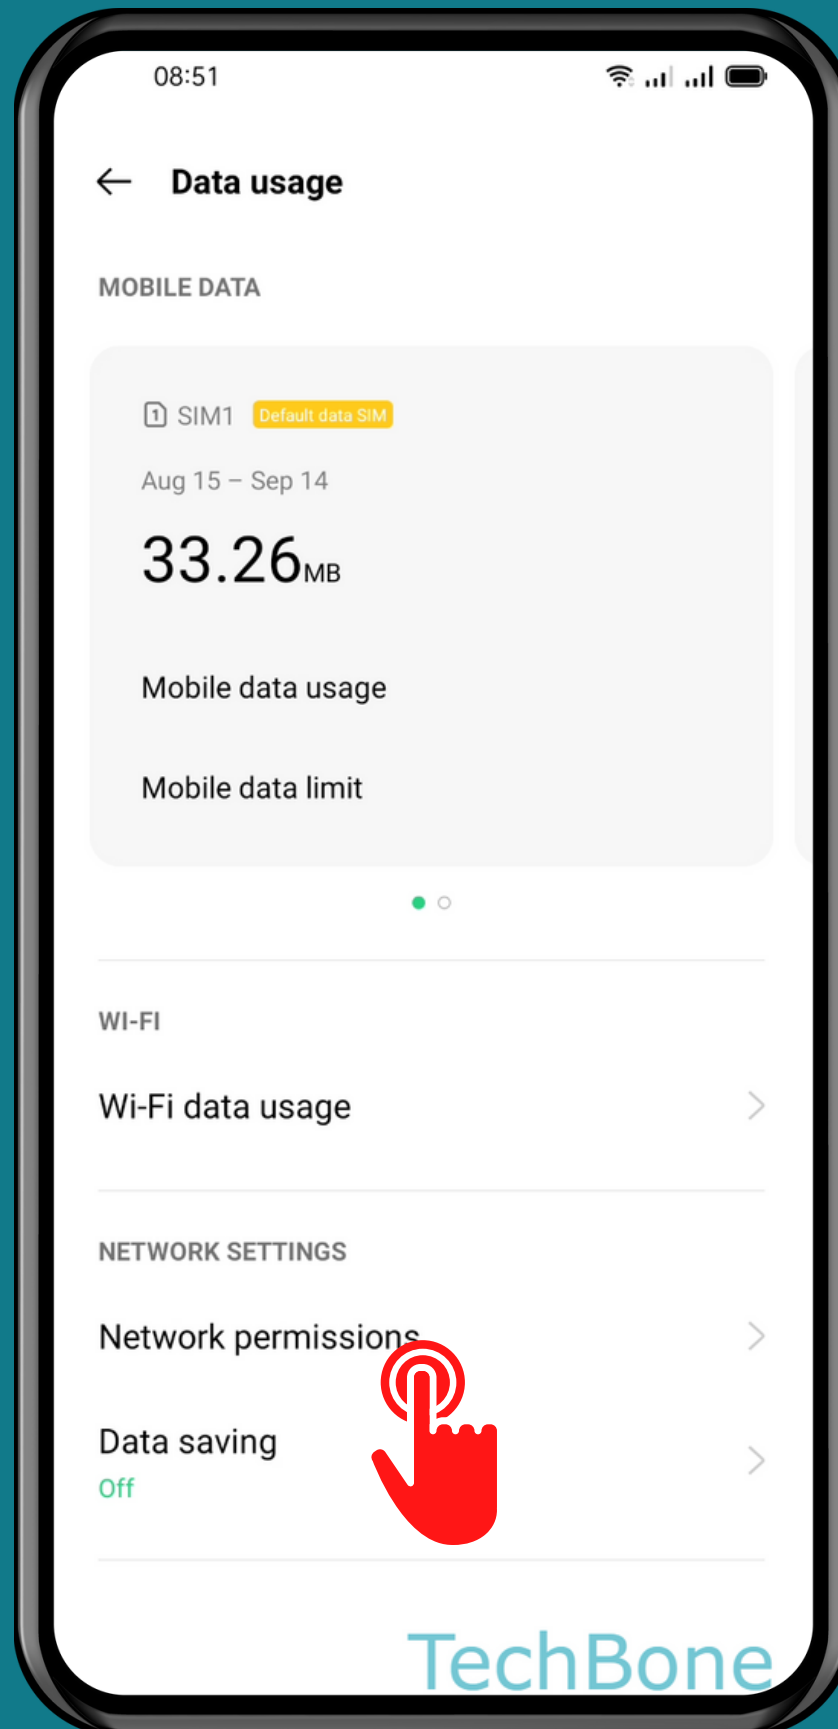 08:51
Data usage
MOBILE DATA
1 SIM1 Default data SIM
Aug 15 – Sep 14
33.26MB
Mobile data usage
Mobile data limit
WI-FI
Wi-Fi data usage
NETWORK SETTINGS
Network permissions
Data saving
Off
TechBone